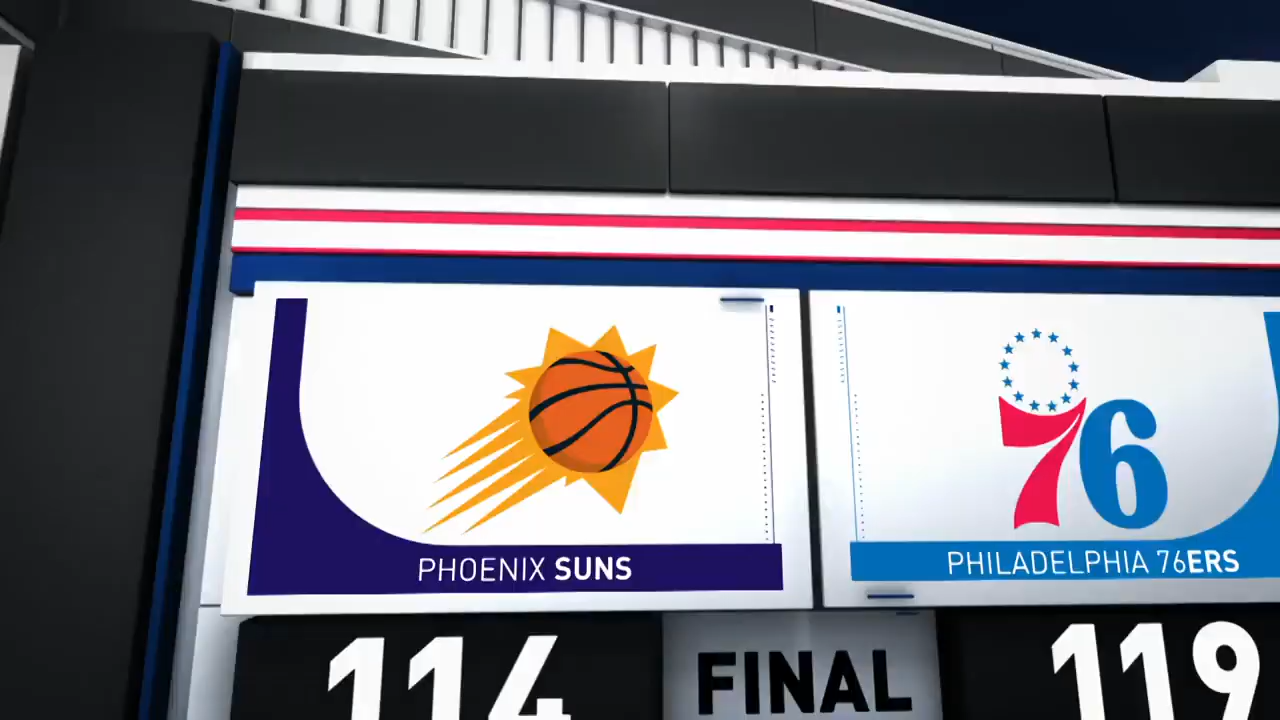 76
PHOENIX SUNS
PHILADELPHIA 76ERS
114
FINAL
119